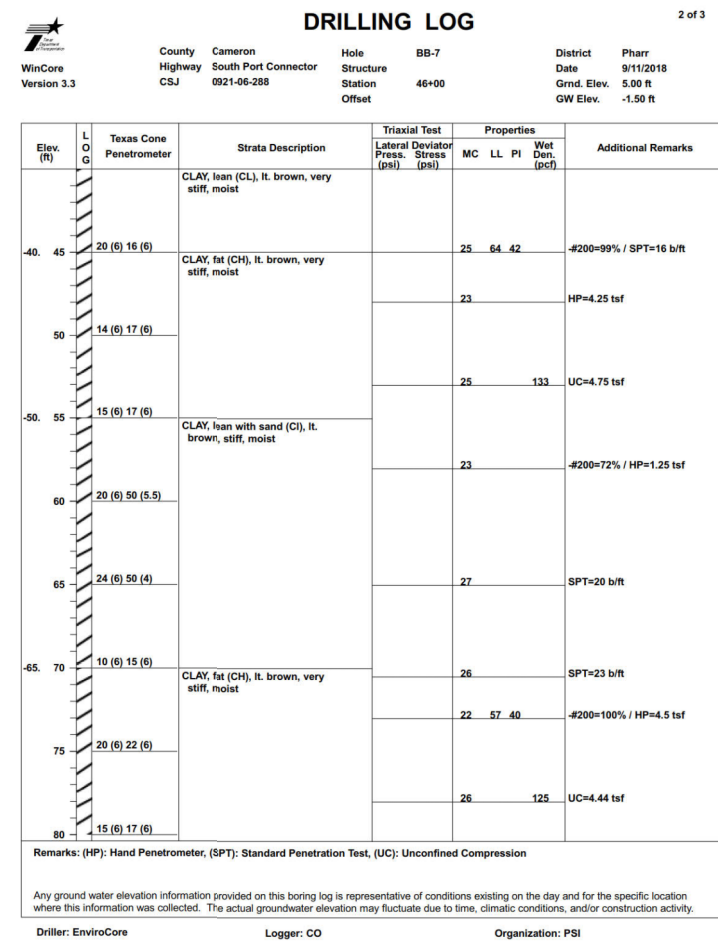 DRILLING LOG
2 of 3
Texas Department of Transportation
WinCore
Version 3.3
County Cameron
Highway South Port Connector
CSJ 0921-06-288
Hole BB-7
Structure
Station 46+00
Offset
District Pharr
Date 9/11/2018
Grnd. Elev. 5.00 ft
GW Elev. -1.50 ft
Elev. (ft)
LOG
Texas Cone Penetrometer
Strata Description
Triaxial Test
Lateral Press. (psi)
Deviator Stress (psi)
Properties
MC LL PI Wet Den. (pcf)
Additional Remarks
CLAY, lean (CL), lt. brown, very
stiff, moist
-40. 45 20 (6) 16 (6) 25 64 42 -#200=99% / SPT=16 b/ft
CLAY, fat (CH), lt. brown, very
stiff, moist
23 HP=4.25 tsf
50 14 (6) 17 (6)
25 133 UC=4.75 tsf
-50. 55 15 (6) 17 (6)
CLAY, lean with sand (Cl), lt.
brown, stiff, moist
23 -#200=72% / HP=1.25 tsf
60 20 (6) 50 (5.5)
65 24 (6) 50 (4) 27 SPT=20 b/ft
-65. 70 10 (6) 15 (6)
CLAY, fat (CH), lt. brown, very
stiff, moist
26 SPT=23 b/ft
22 57 40 -#200=100% / HP=4.5 tsf
75 20 (6) 22 (6)
26 125 UC=4.44 tsf
80 15 (6) 17 (6)
Remarks: (HP): Hand Penetrometer, (SPT): Standard Penetration Test, (UC): Unconfined Compression
Any ground water elevation information provided on this boring log is representative of conditions existing on the day and for the specific location
where this information was collected. The actual groundwater elevation may fluctuate due to time, climatic conditions, and/or construction activity.
Driller: EnviroCore Logger: CO Organization: PSI